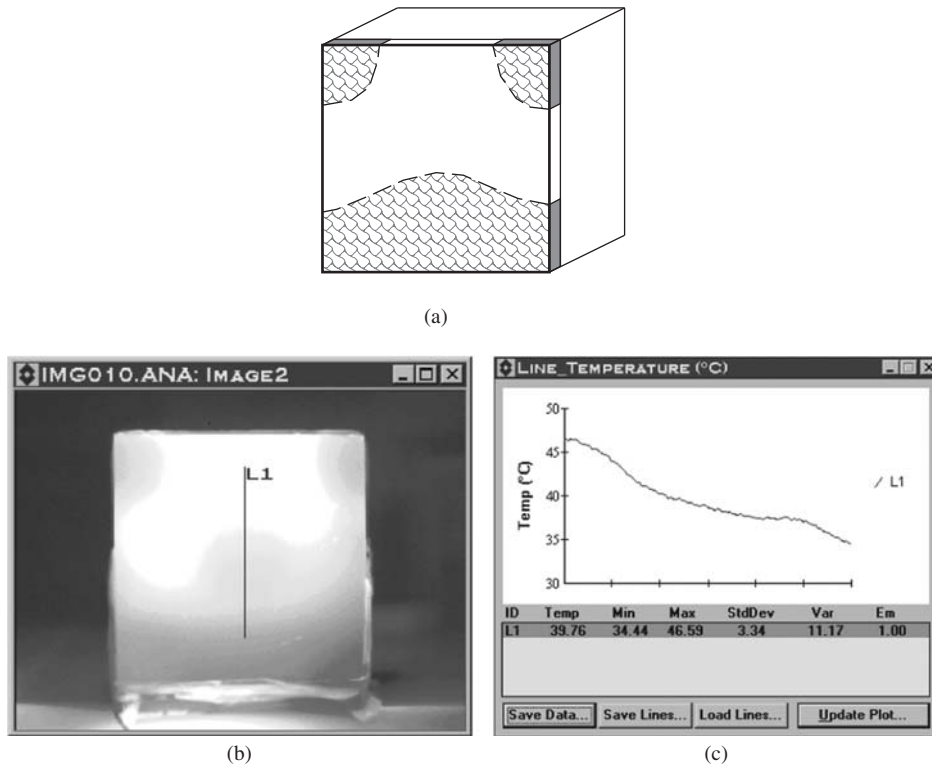 (a)
IMG010.ANA: IMAGE2
L1
(b)
LINE_TEMPERATURE (°C)
50
45
40
35
30
Temp (°C)
/ L1
ID Temp Min Max StdDev Var Em
L1 39.76 34.44 46.59 3.34 11.17 1.00
Save Data... Save Lines... Load Lines... Update Plot...
(c)